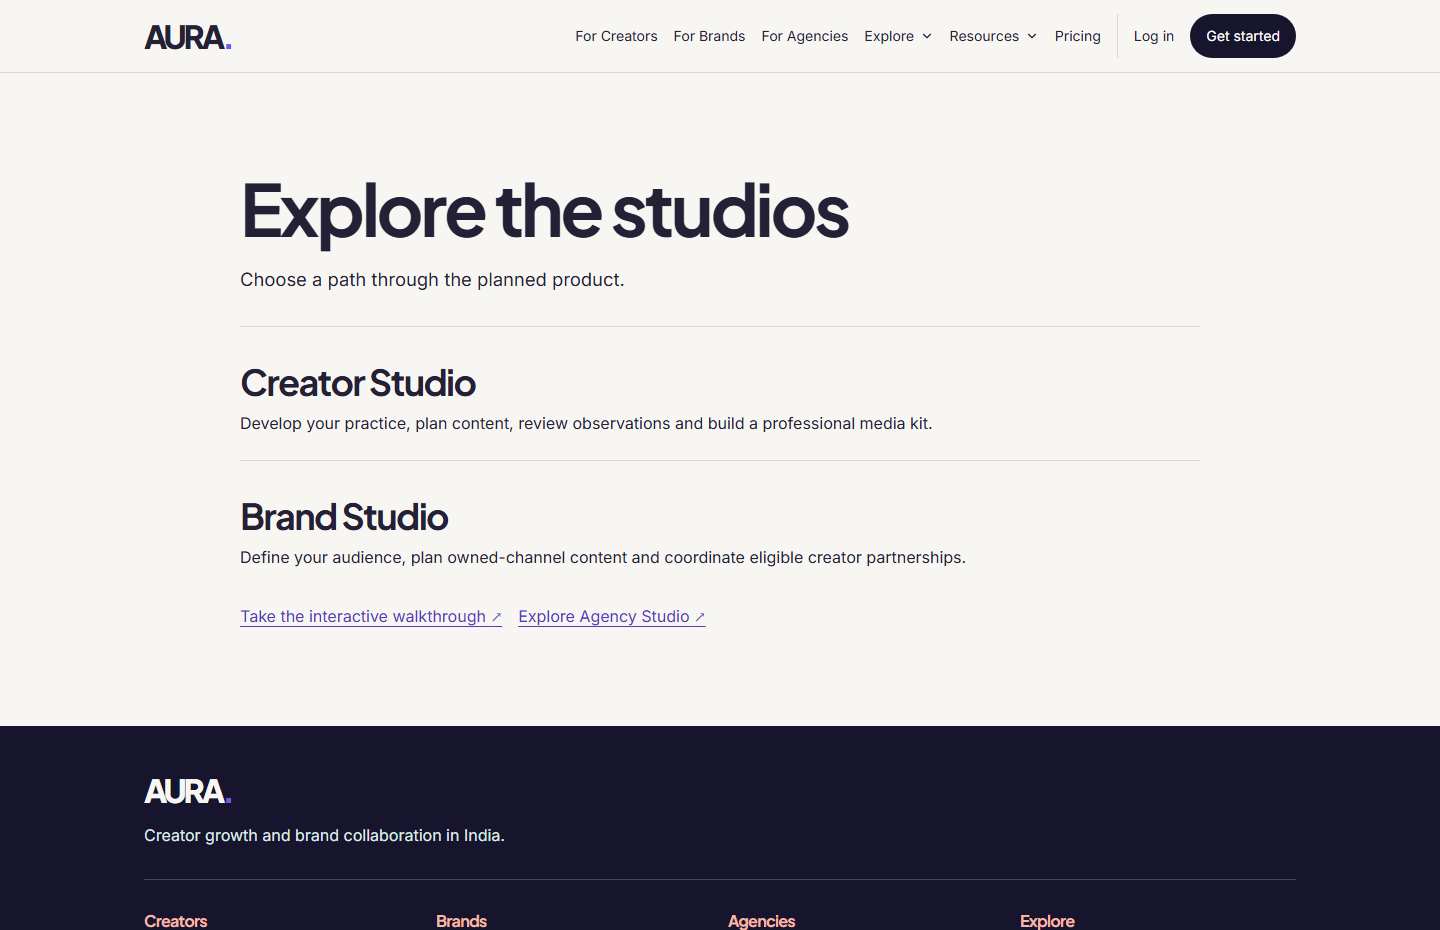 AURA.
For Creators For Brands For Agencies Explore Resources Pricing Log in Get started
Explore the studios
Choose a path through the planned product.
Creator Studio
Develop your practice, plan content, review observations and build a professional media kit.
Brand Studio
Define your audience, plan owned-channel content and coordinate eligible creator partnerships.
Take the interactive walkthrough ↗ Explore Agency Studio ↗
AURA.
Creator growth and brand collaboration in India.
Creators Brands Agencies Explore